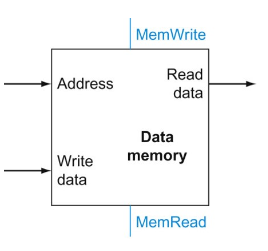 MemWrite
Address
Read
data
Data
memory
Write
data
MemRead